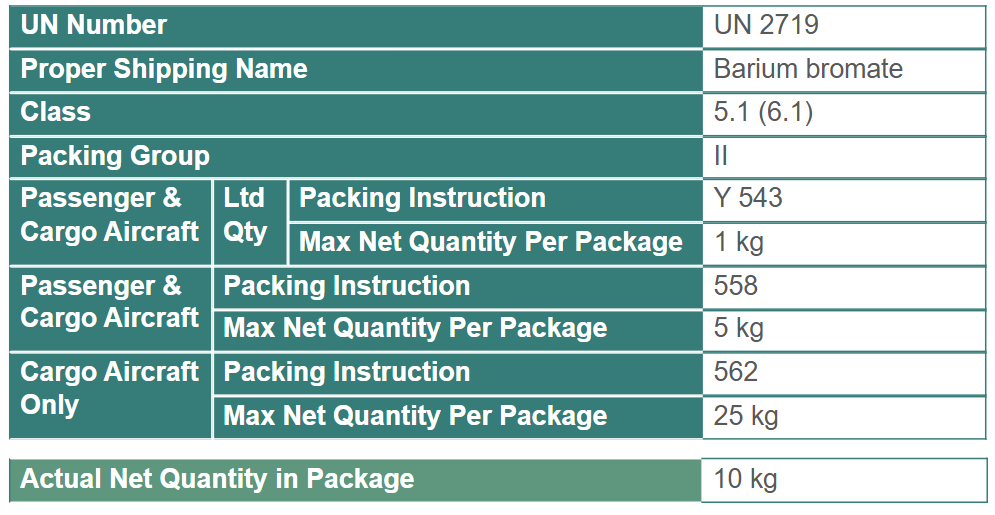 UN Number UN 2719
Proper Shipping Name Barium bromate
Class 5.1 (6.1)
Packing Group II
Passenger & Cargo Aircraft Ltd Qty Packing Instruction Y 543
Max Net Quantity Per Package 1 kg
Passenger & Cargo Aircraft Packing Instruction 558
Max Net Quantity Per Package 5 kg
Cargo Aircraft Only Packing Instruction 562
Max Net Quantity Per Package 25 kg
Actual Net Quantity in Package 10 kg